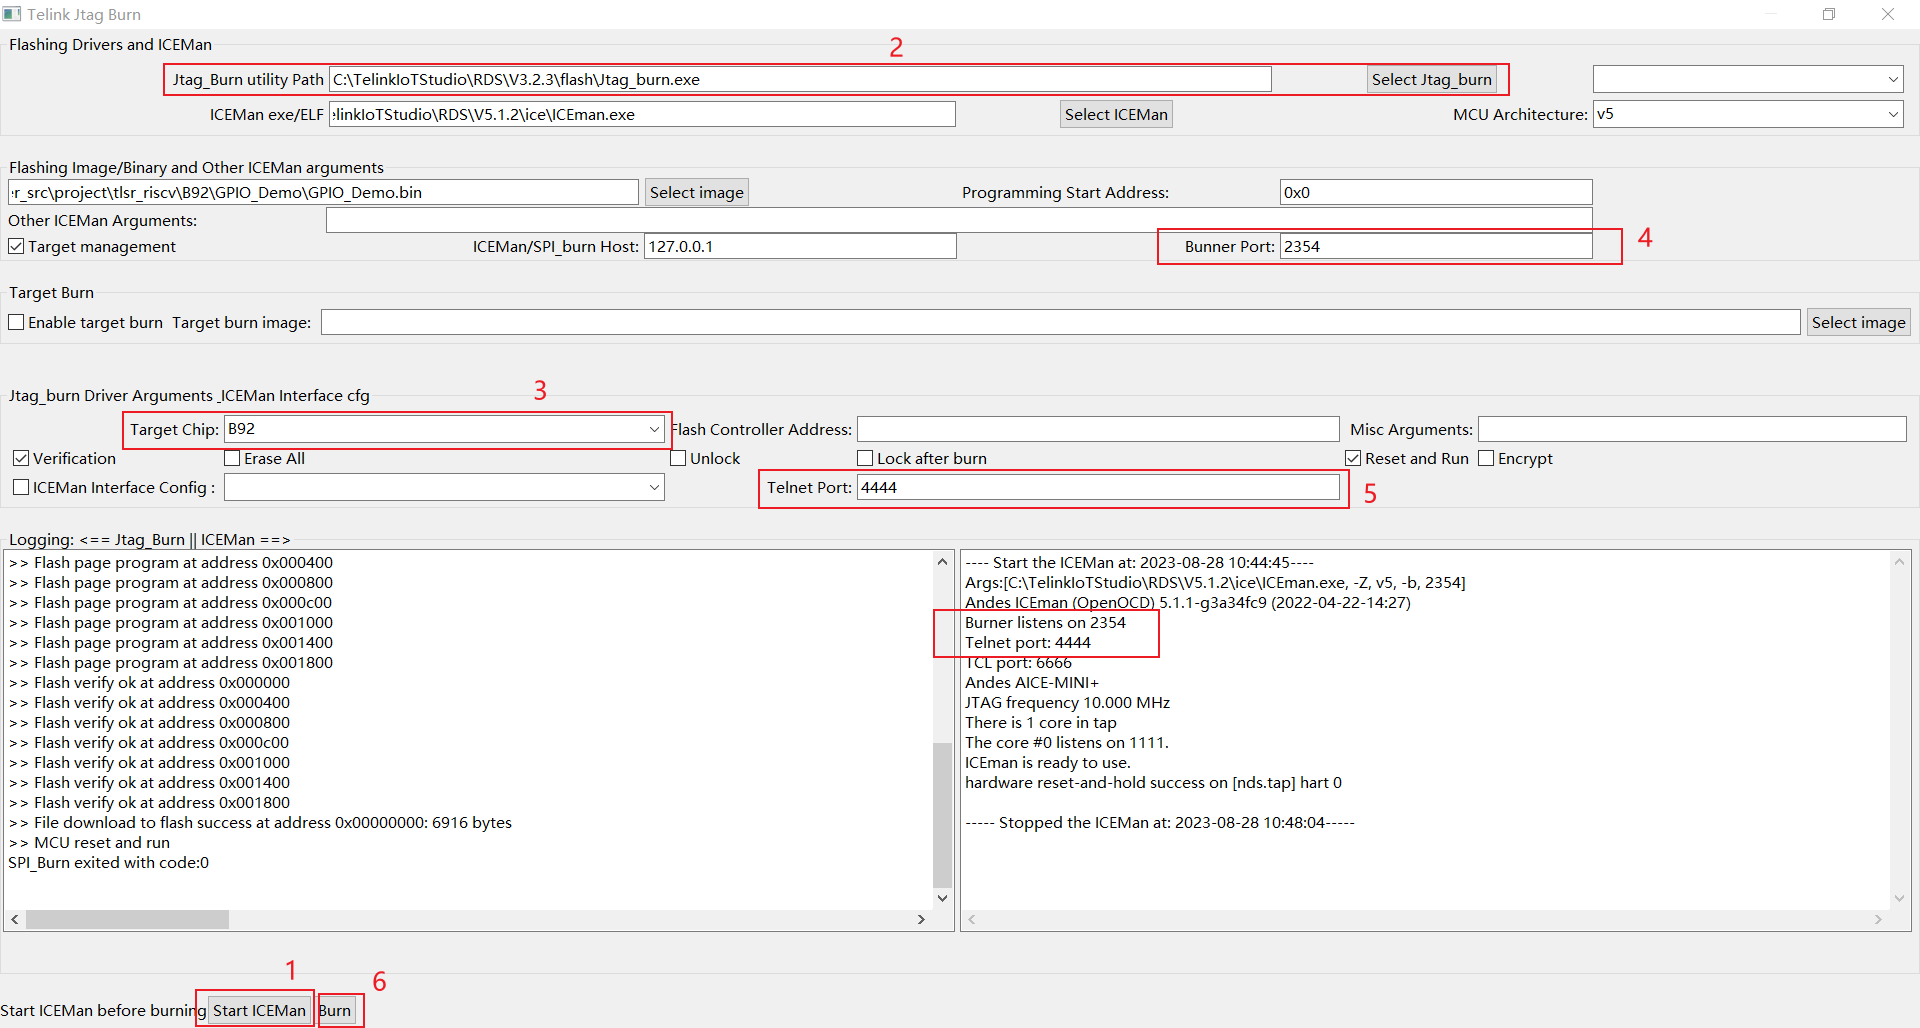 Telink Jtag Burn
Flashing Drivers and ICEMan
2
Jtag_Burn utility Path C:\TelinkIoTStudio\RDS\V3.2.3\flash\Jtag_burn.exe Select Jtag_burn
ICEMan exe/ELF elinkIoTStudio\RDS\V5.1.2\ice\ICEman.exe Select ICEMan MCU Architecture: v5
Flashing Image/Binary and Other ICEMan arguments
r_src\project\tlsr_riscv\B92\GPIO_Demo\GPIO_Demo.bin Select image Programming Start Address: 0x0
Other ICEMan Arguments:
Target management ICEMan/SPI_burn Host: 127.0.0.1 Bunner Port: 2354 4
Target Burn
Enable target burn Target burn image: Select image
3
Jtag_burn Driver Arguments _ICEMan Interface cfg
Target Chip: B92 Flash Controller Address: Misc Arguments:
Verification Erase All Unlock Lock after burn Reset and Run Encrypt
ICEMan Interface Config : Telnet Port: 4444 5
Logging: <== Jtag_Burn || ICEMan ==>
>> Flash page program at address 0x000400
>> Flash page program at address 0x000800
>> Flash page program at address 0x000c00
>> Flash page program at address 0x001000
>> Flash page program at address 0x001400
>> Flash page program at address 0x001800
>> Flash verify ok at address 0x000000
>> Flash verify ok at address 0x000400
>> Flash verify ok at address 0x000800
>> Flash verify ok at address 0x000c00
>> Flash verify ok at address 0x001000
>> Flash verify ok at address 0x001400
>> Flash verify ok at address 0x001800
>> File download to flash success at address 0x00000000: 6916 bytes
>> MCU reset and run
SPI_Burn exited with code:0
---- Start the ICEMan at: 2023-08-28 10:44:45----
Args:[C:\TelinkIoTStudio\RDS\V5.1.2\ice\ICEman.exe, -Z, v5, -b, 2354]
Andes ICEman (OpenOCD) 5.1.1-g3a34fc9 (2022-04-22-14:27)
Burner listens on 2354
Telnet port: 4444
TCL port: 6666
Andes AICE-MINI+
JTAG frequency 10.000 MHz
There is 1 core in tap
The core #0 listens on 1111.
ICEman is ready to use.
hardware reset-and-hold success on [nds.tap] hart 0
----- Stopped the ICEMan at: 2023-08-28 10:48:04-----
1 6
Start ICEMan before burning Start ICEMan Burn